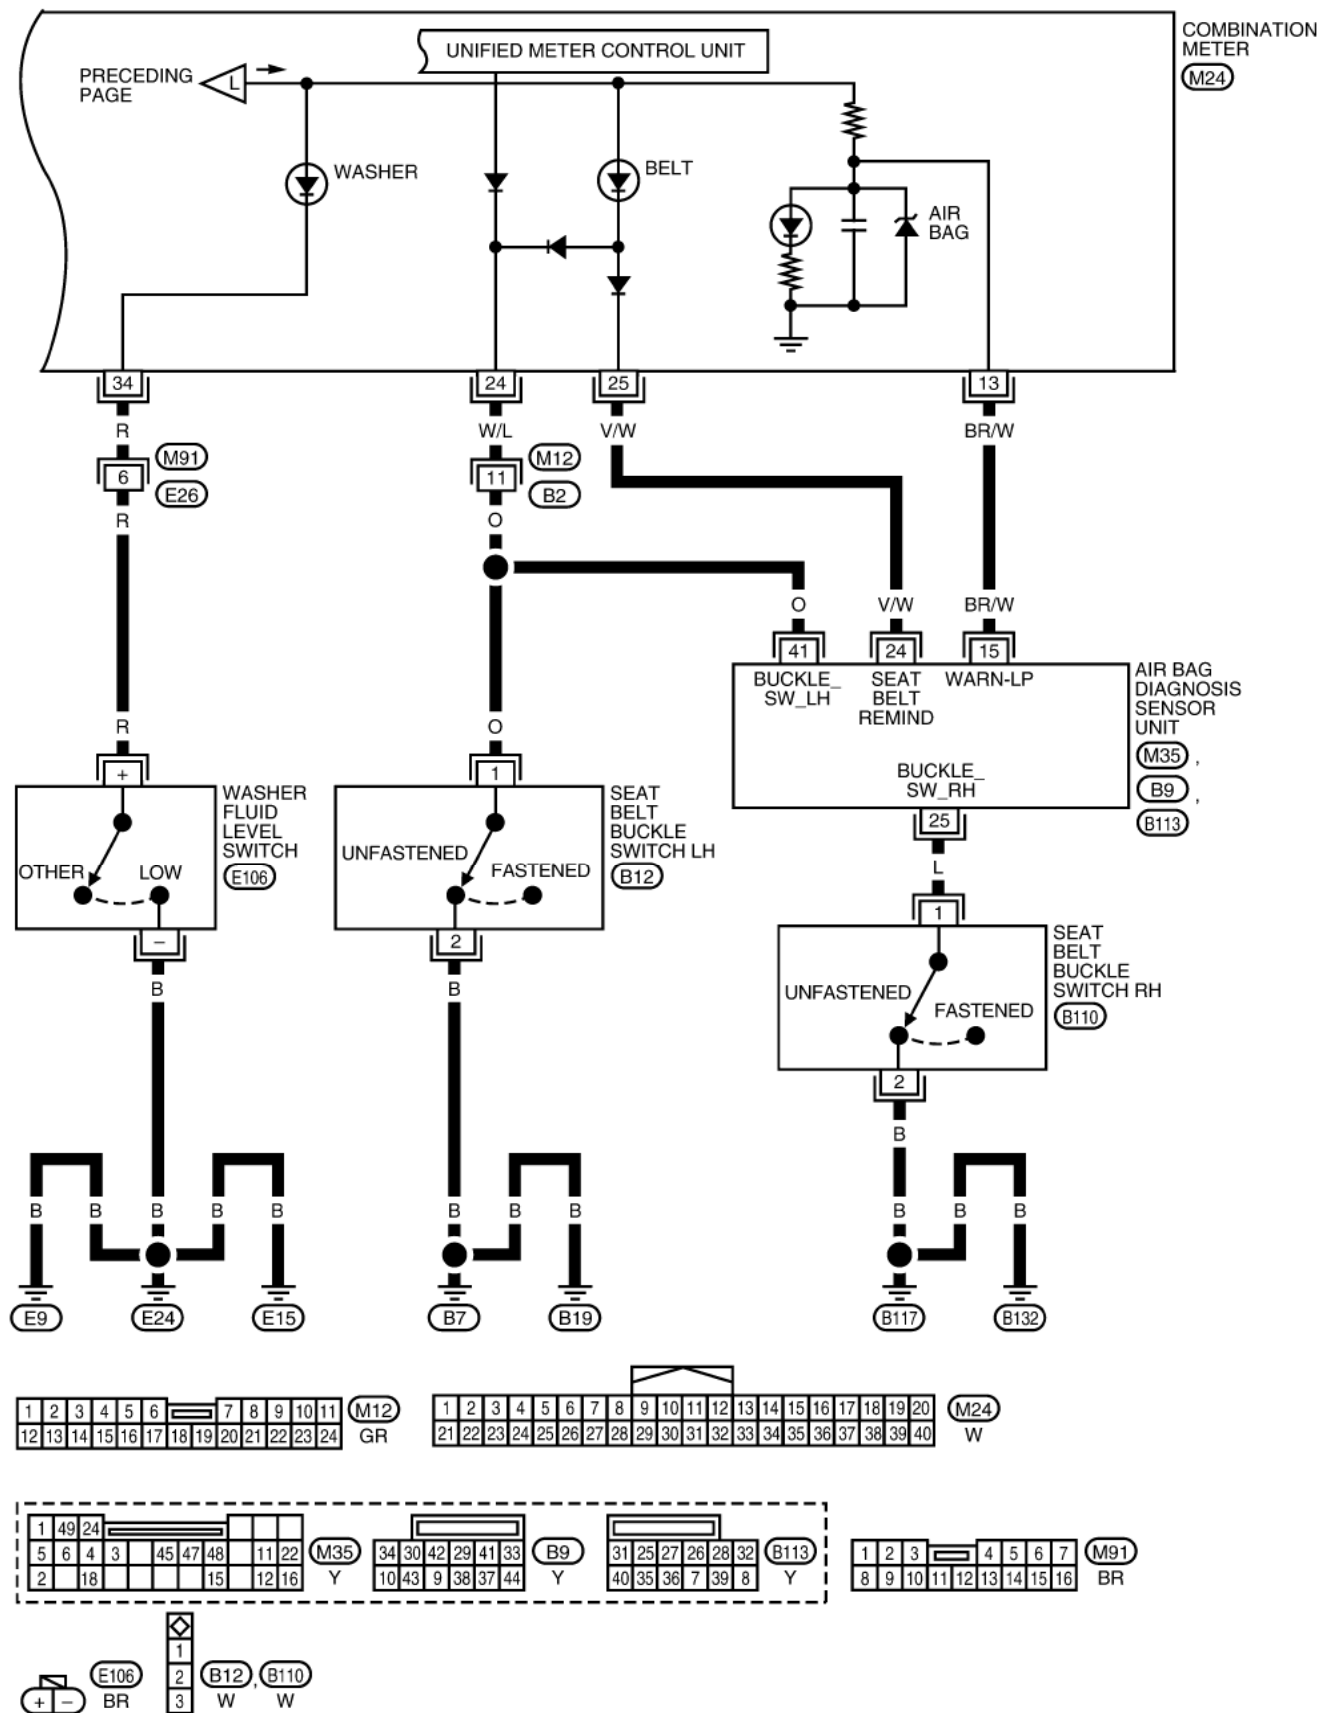 COMBINATION
METER
M24
UNIFIED METER CONTROL UNIT
PRECEDING
PAGE
L
WASHER
BELT
AIR
BAG
34
24
25
13
R
W/L
V/W
BR/W
M91
6
E26
M12
11
B2
R
O
O
V/W
BR/W
41
24
15
BUCKLE_
SW_LH
SEAT
BELT
REMIND
WARN-LP
BUCKLE_
SW_RH
AIR BAG
DIAGNOSIS
SENSOR
UNIT
M35 ,
B9 ,
B113
25
L
R
O
+
1
WASHER
FLUID
LEVEL
SWITCH
E106
OTHER
LOW
SEAT
BELT
BUCKLE
SWITCH LH
B12
UNFASTENED
FASTENED
1
SEAT
BELT
BUCKLE
SWITCH RH
B110
UNFASTENED
FASTENED
–
2
2
B
B
B
B B B B
B B
B B B
E9 E24 E15
B7 B19
B117 B132
1 2 3 4 5 6 7 8 9 10 11
12 13 14 15 16 17 18 19 20 21 22 23 24
M12
GR
1 2 3 4 5 6 7 8 9 10 11 12 13 14 15 16 17 18 19 20
21 22 23 24 25 26 27 28 29 30 31 32 33 34 35 36 37 38 39 40
M24
W
1 49 24
5 6 4 3 45 47 48 11 22
2 18 15 12 16
M35
Y
34 30 42 29 41 33
10 43 9 38 37 44
B9
Y
31 25 27 26 28 32
40 35 36 7 39 8
B113
Y
1 2 3 4 5 6 7
8 9 10 11 12 13 14 15 16
M91
BR
+ –
E106
BR
1
2
3
B12 , B110
W W